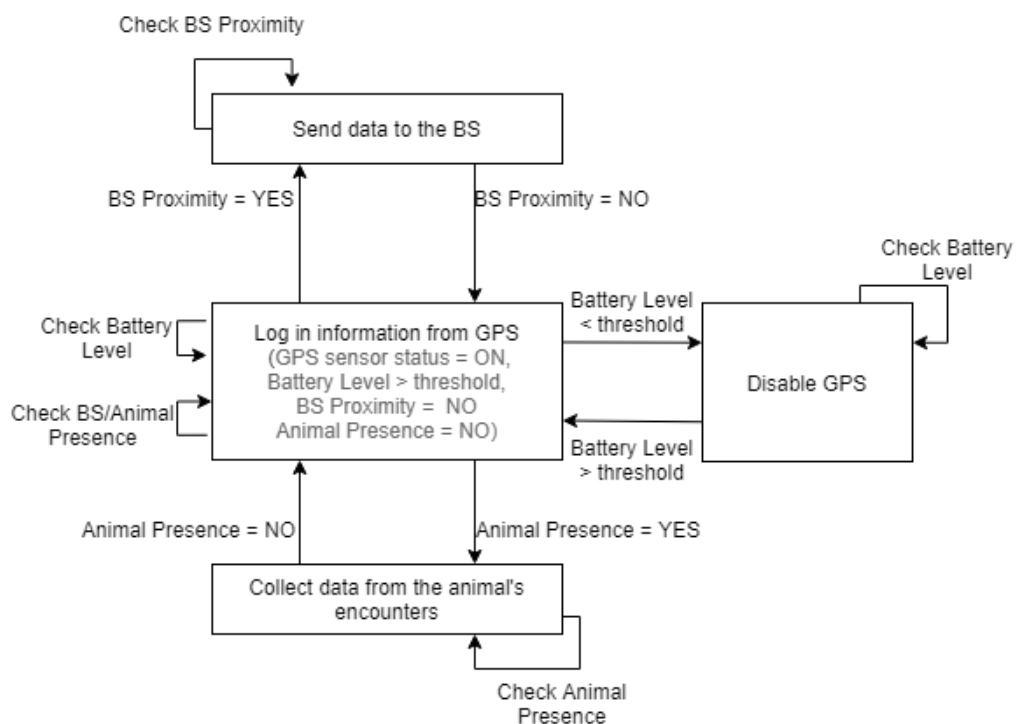 Check BS Proximity
Send data to the BS
BS Proximity = YES
BS Proximity = NO
Check Battery
Level
Battery Level
< threshold
Check Battery
Level
Log in information from GPS
(GPS sensor status = ON,
Battery Level > threshold,
BS Proximity =  NO
Animal Presence = NO)
Disable GPS
Check BS/Animal
Presence
Battery Level
> threshold
Animal Presence = NO
Animal Presence = YES
Collect data from the animal's
encounters
Check Animal
Presence